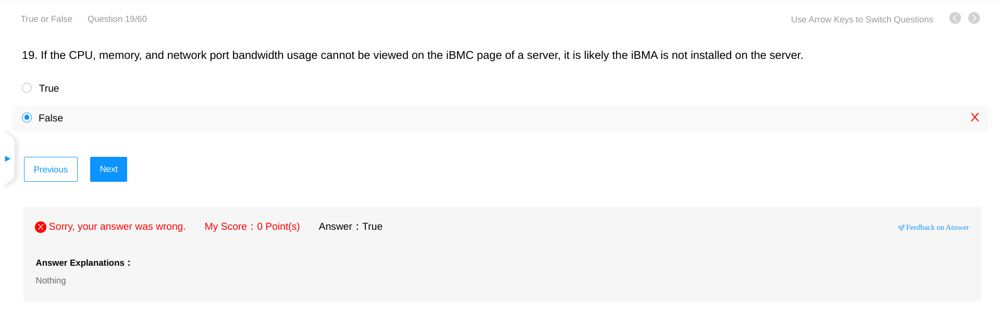 True or False Question 19/60 Use Arrow Keys to Switch Questions
19. If the CPU, memory, and network port bandwidth usage cannot be viewed on the iBMC page of a server, it is likely the iBMA is not installed on the server.
True
False
Previous Next
Sorry, your answer was wrong. My Score：0 Point(s) Answer：True Feedback on Answer
Answer Explanations：
Nothing